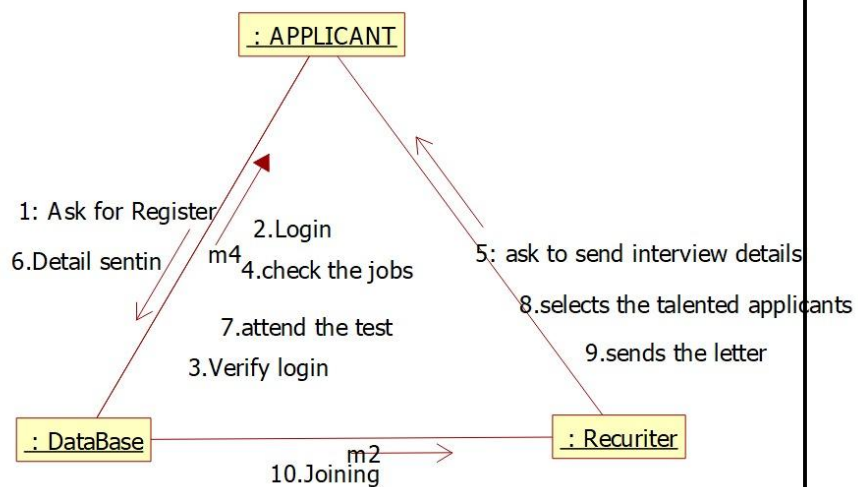 : APPLICANT
1: Ask for Register
2.Login
6.Detail sentin
m4
4.check the jobs
5: ask to send interview details
8.selects the talented applicants
7.attend the test
9.sends the letter
3.Verify login
: DataBase
: Recuriter
m2
10.Joining